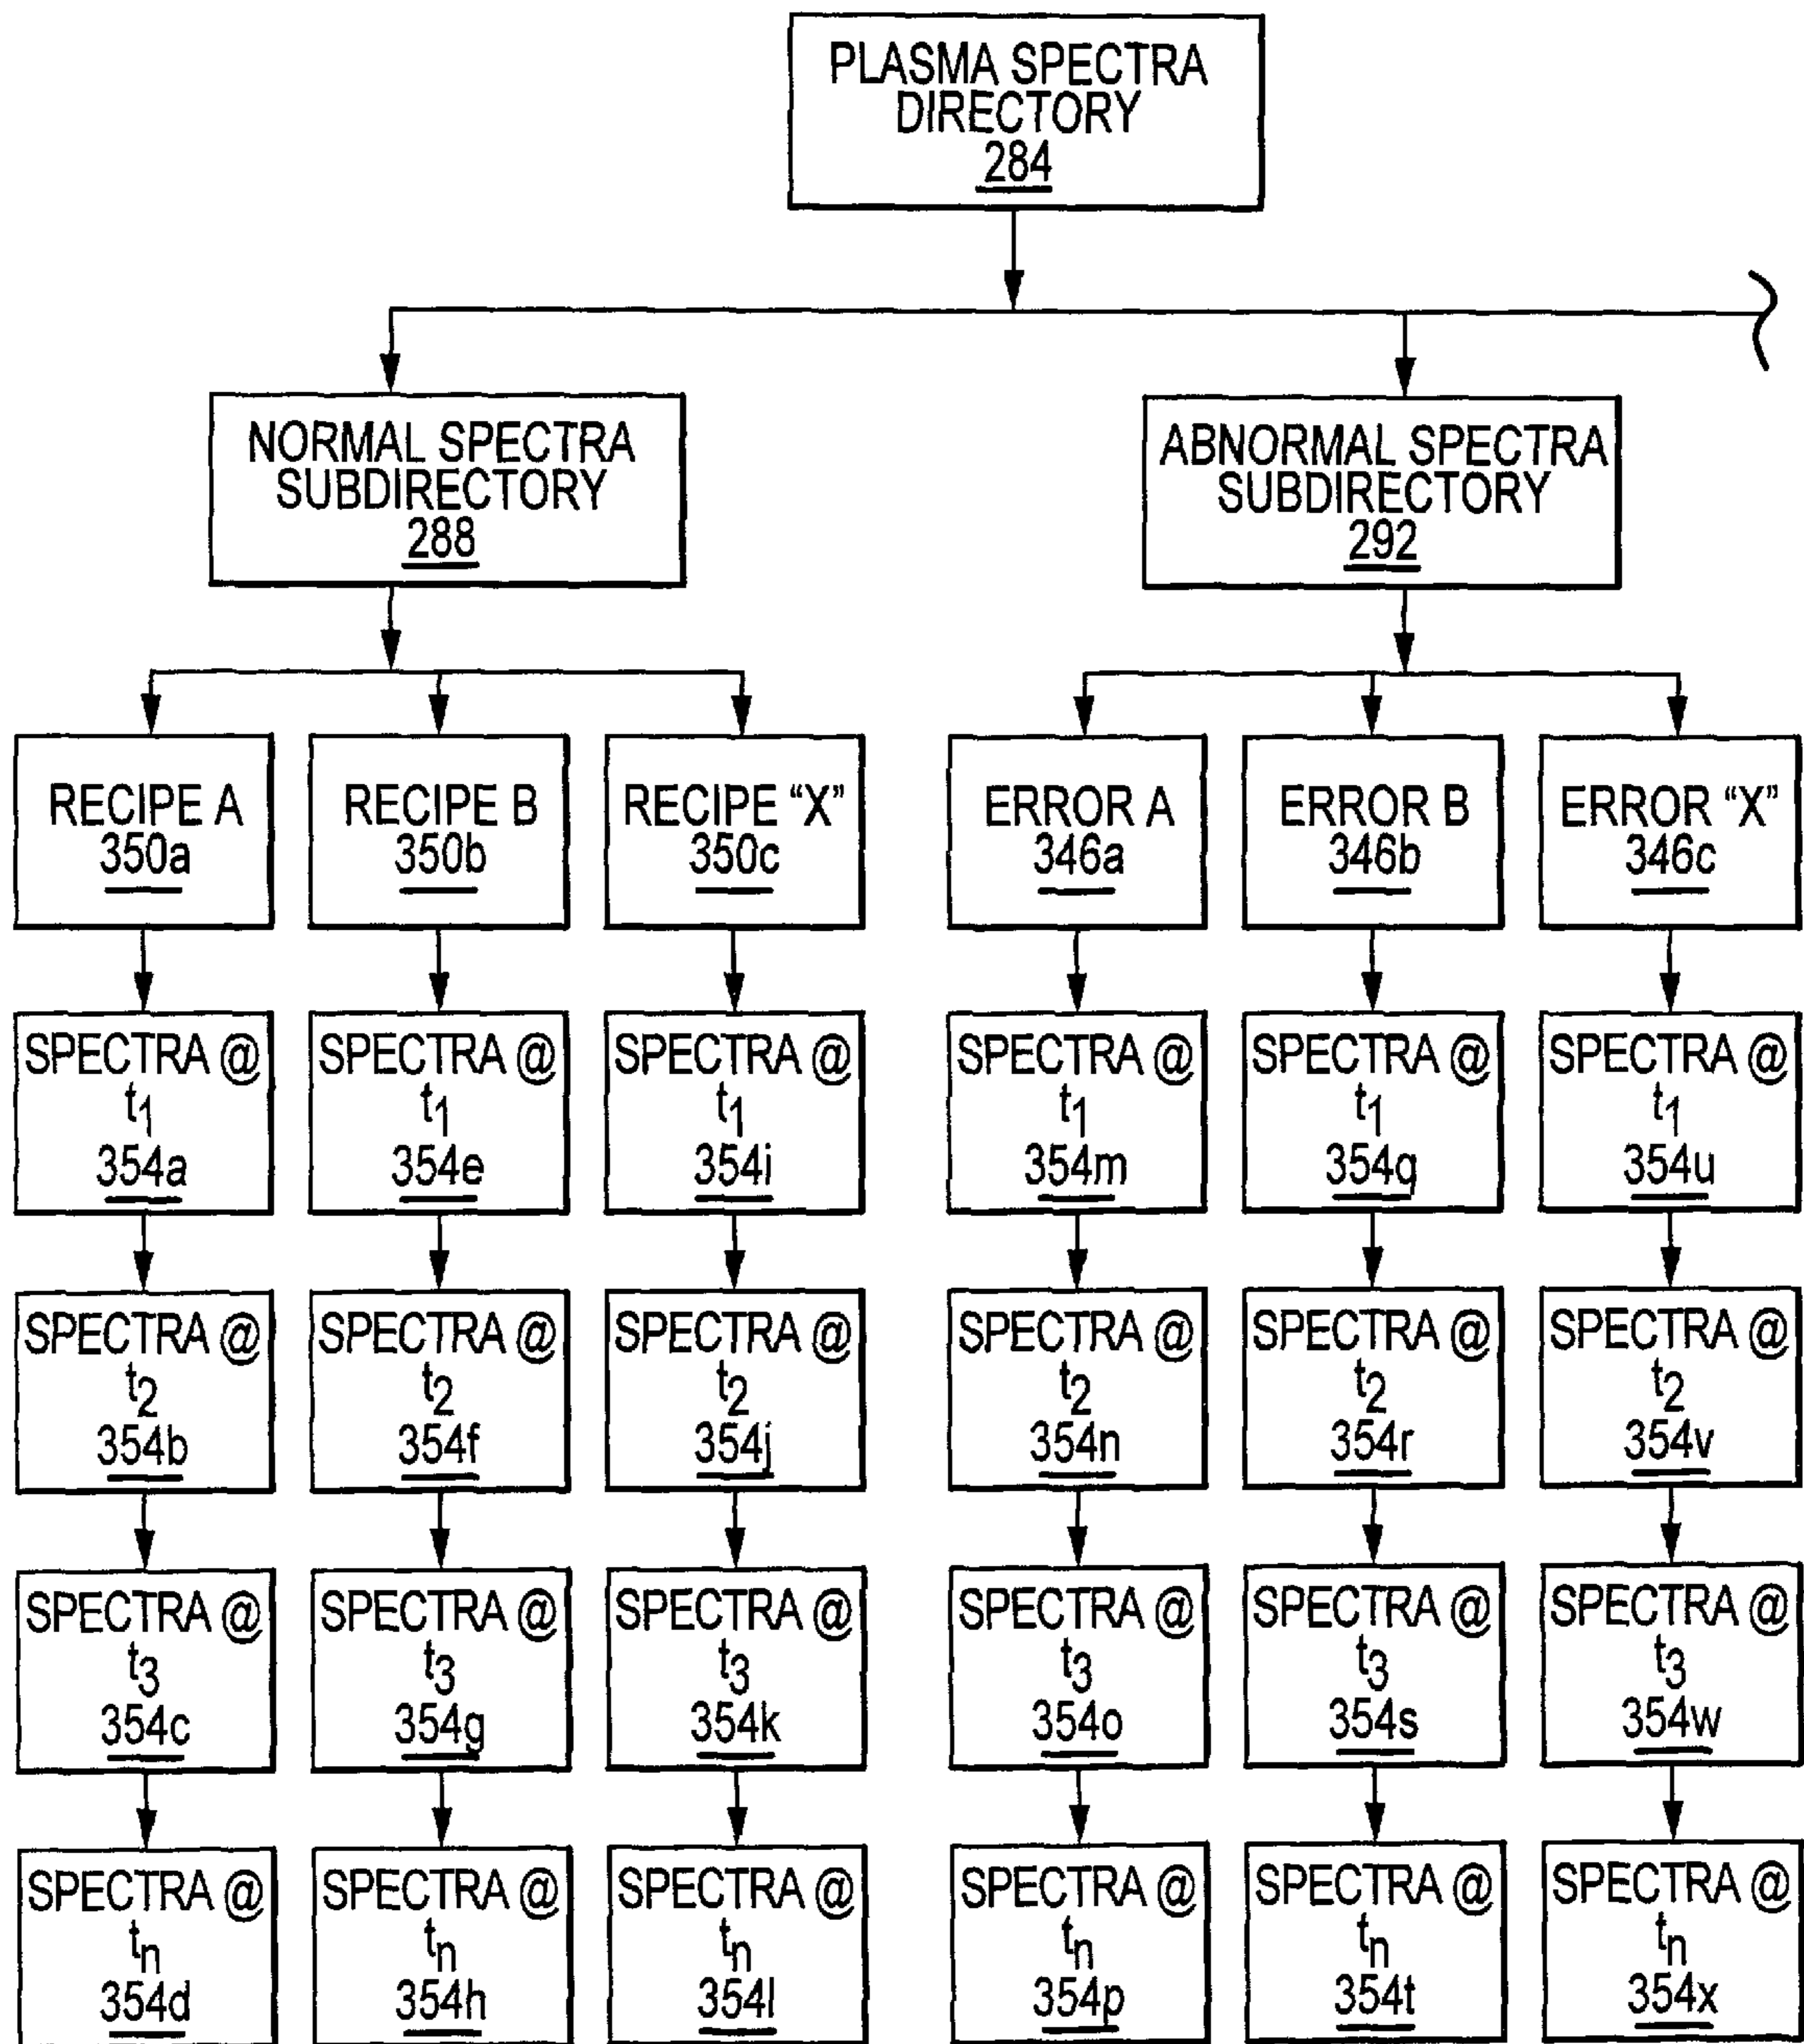 PLASMA SPECTRA
DIRECTORY
284
NORMAL SPECTRA
SUBDIRECTORY
288
ABNORMAL SPECTRA
SUBDIRECTORY
292
RECIPE A
350a
RECIPE B
350b
RECIPE “X”
350c
ERROR A
346a
ERROR B
346b
ERROR “X”
346c
SPECTRA @
t1
354a
SPECTRA @
t1
354e
SPECTRA @
t1
354i
SPECTRA @
t1
354m
SPECTRA @
t1
354q
SPECTRA @
t1
354u
SPECTRA @
t2
354b
SPECTRA @
t2
354f
SPECTRA @
t2
354j
SPECTRA @
t2
354n
SPECTRA @
t2
354r
SPECTRA @
t2
354v
SPECTRA @
t3
354c
SPECTRA @
t3
354g
SPECTRA @
t3
354k
SPECTRA @
t3
354o
SPECTRA @
t3
354s
SPECTRA @
t3
354w
SPECTRA @
tn
354d
SPECTRA @
tn
354h
SPECTRA @
tn
354l
SPECTRA @
tn
354p
SPECTRA @
tn
354t
SPECTRA @
tn
354x